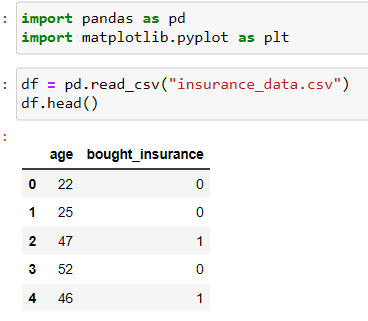 : import pandas as pd
import matplotlib.pyplot as plt
: df = pd.read_csv("insurance_data.csv")
df.head()
:
age bought_insurance
0 22 0
1 25 0
2 47 1
3 52 0
4 46 1